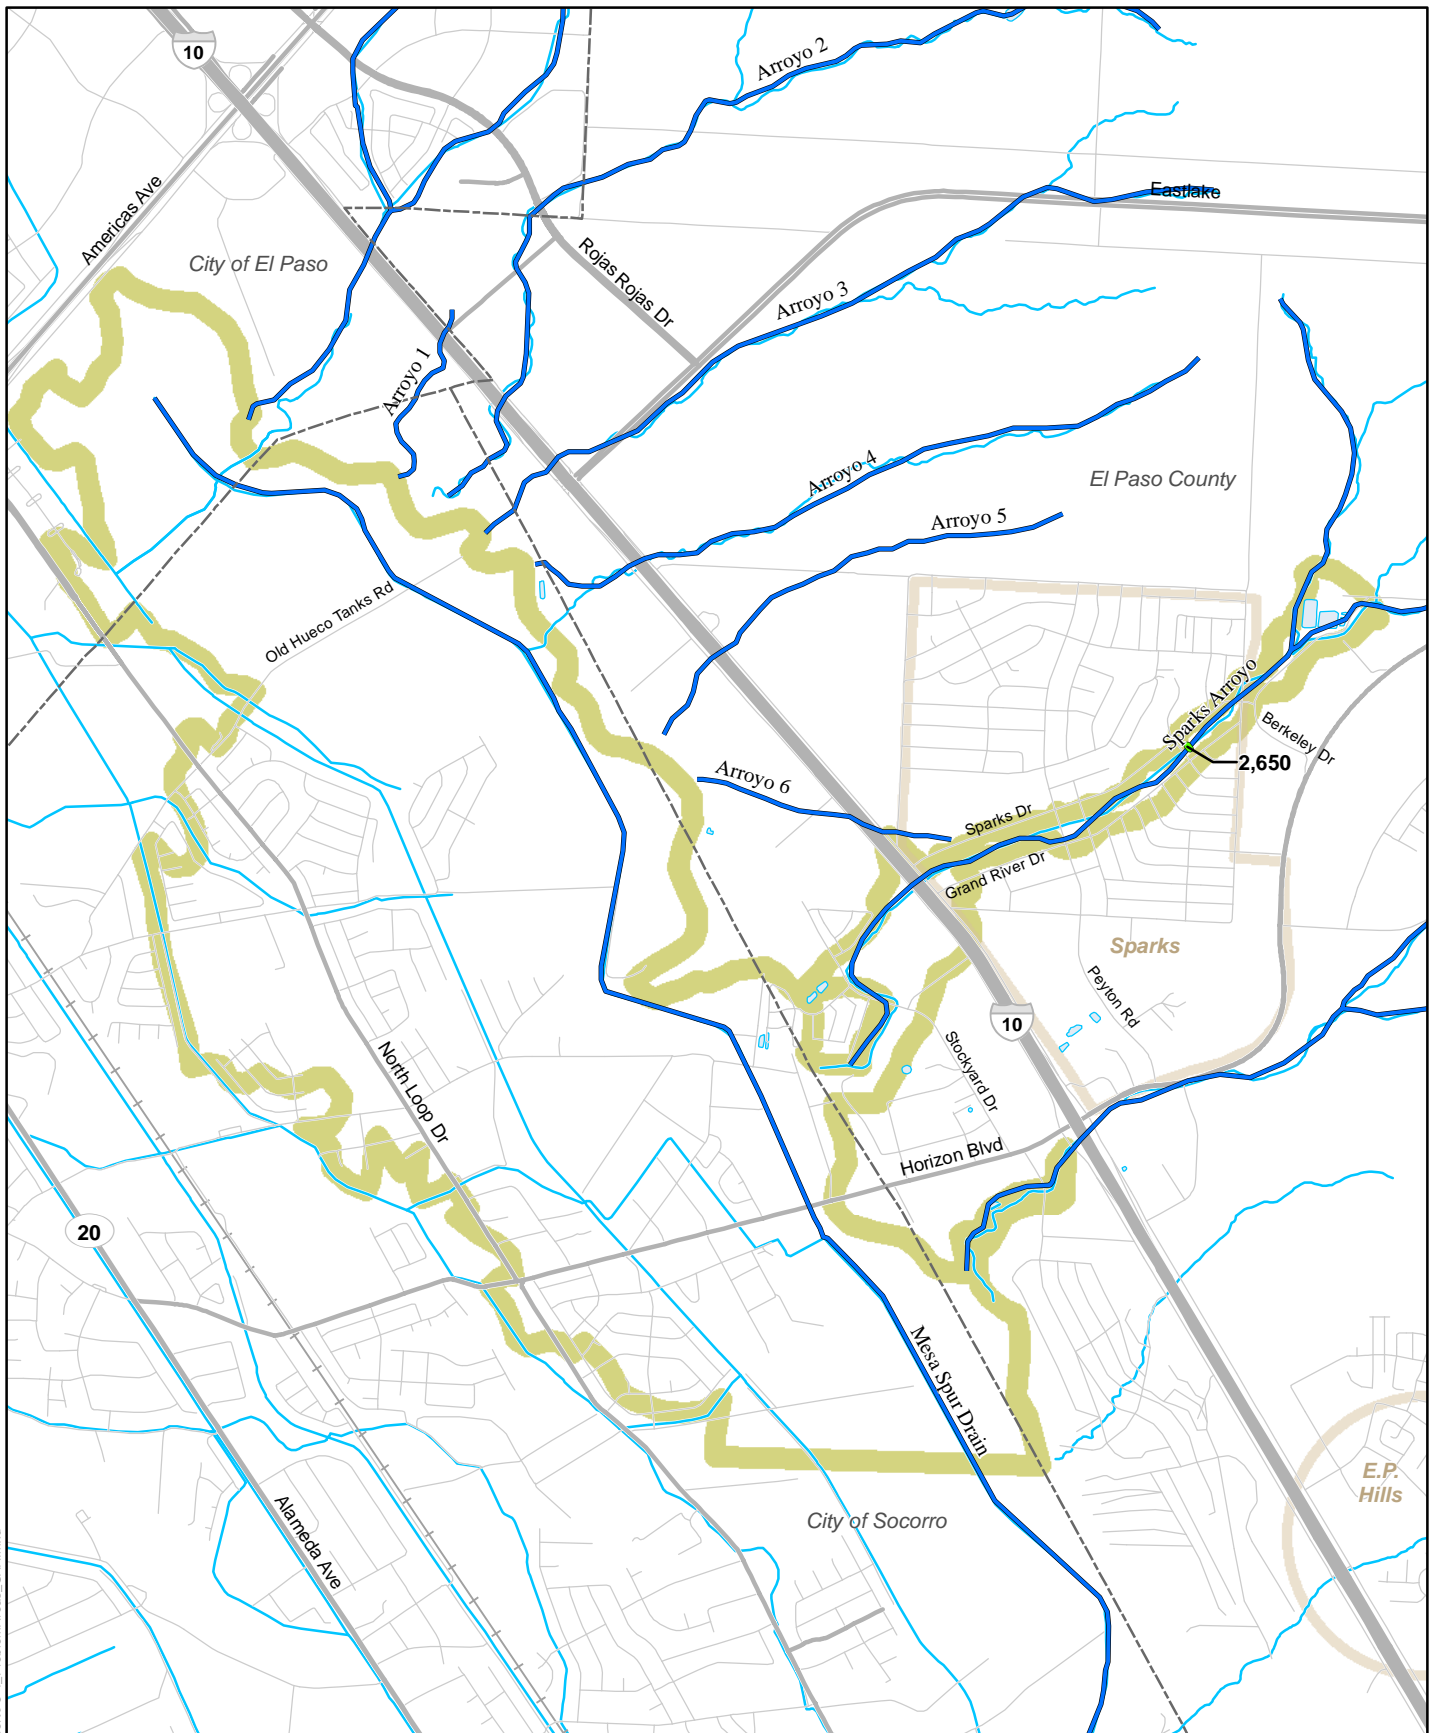 10
Arroyo 2
Americas Ave
City of El Paso
Eastlake
Rojas Rojas Dr
Arroyo 3
Arroyo 1
Arroyo 4
El Paso County
Arroyo 5
Old Hueco Tanks Rd
Sparks Arroyo
Berkeley Dr
2,650
Arroyo 6
Sparks Dr
Grand River Dr
Sparks
Peyton Rd
10
Stockyard Dr
North Loop Dr
Horizon Blvd
20
Mesa Spur Drain
E.P.
Hills
City of Socorro
Alameda Ave